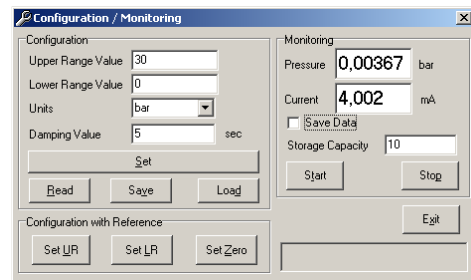 Configuration / Monitoring
Configuration
Upper Range Value 30
Lower Range Value 0
Units bar
Damping Value 5 sec
Set
Read Save Load
Configuration with Reference
Set UR Set LR Set Zero
Monitoring
Pressure 0,00367 bar
Current 4,002 mA
Save Data
Storage Capacity 10
Start Stop
Exit